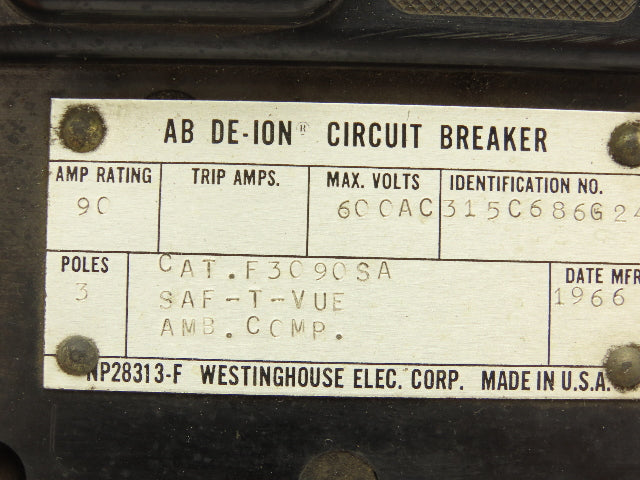 AB DE-ION® CIRCUIT BREAKER
AMP RATING TRIP AMPS. MAX. VOLTS IDENTIFICATION NO.
90 600AC 315C686G24
POLES CAT.F3090SA DATE MFR
3 SAF-T-VUE 1966
AMB.COMP.
NP28313-F WESTINGHOUSE ELEC. CORP. MADE IN U.S.A.